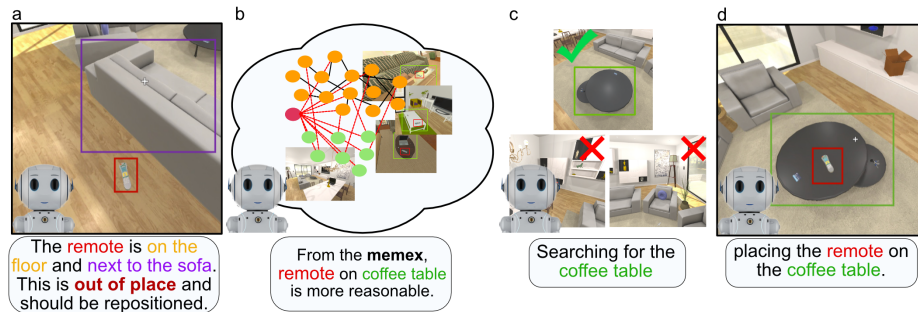 a
b
c
d
The remote is on the
floor and next to the sofa.
This is out of place and
should be repositioned.
From the memex,
remote on coffee table
is more reasonable.
Searching for the
coffee table
placing the remote on
the coffee table.